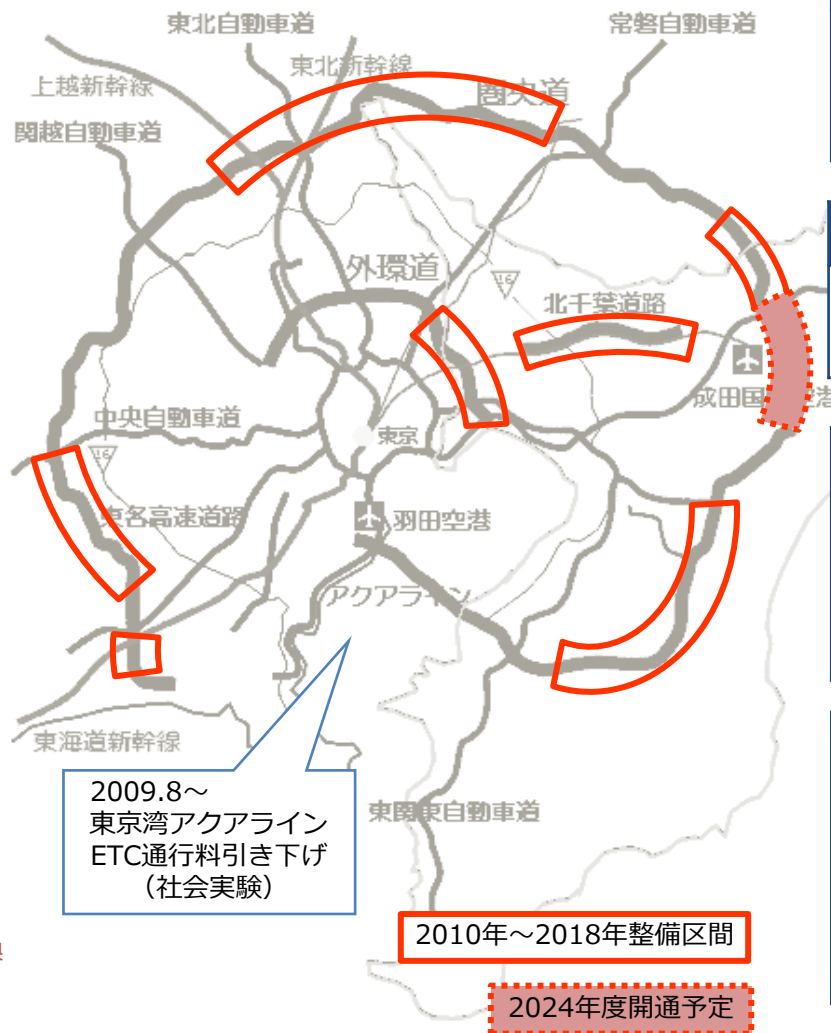 東北自動車道
常磐自動車道
東北新幹線
上越新幹線
圏央道
関越自動車道
外環道
16
北千葉道路
成田国 空港
中央自動車道
東京
16
東名高速道路
羽田空港
アクアライン
東海道新幹線
2009.8～
東京湾アクアライン
ETC通行料引き下げ
（社会実験）
東関東自動車道
2010年～2018年整備区間
2024年度開通予定